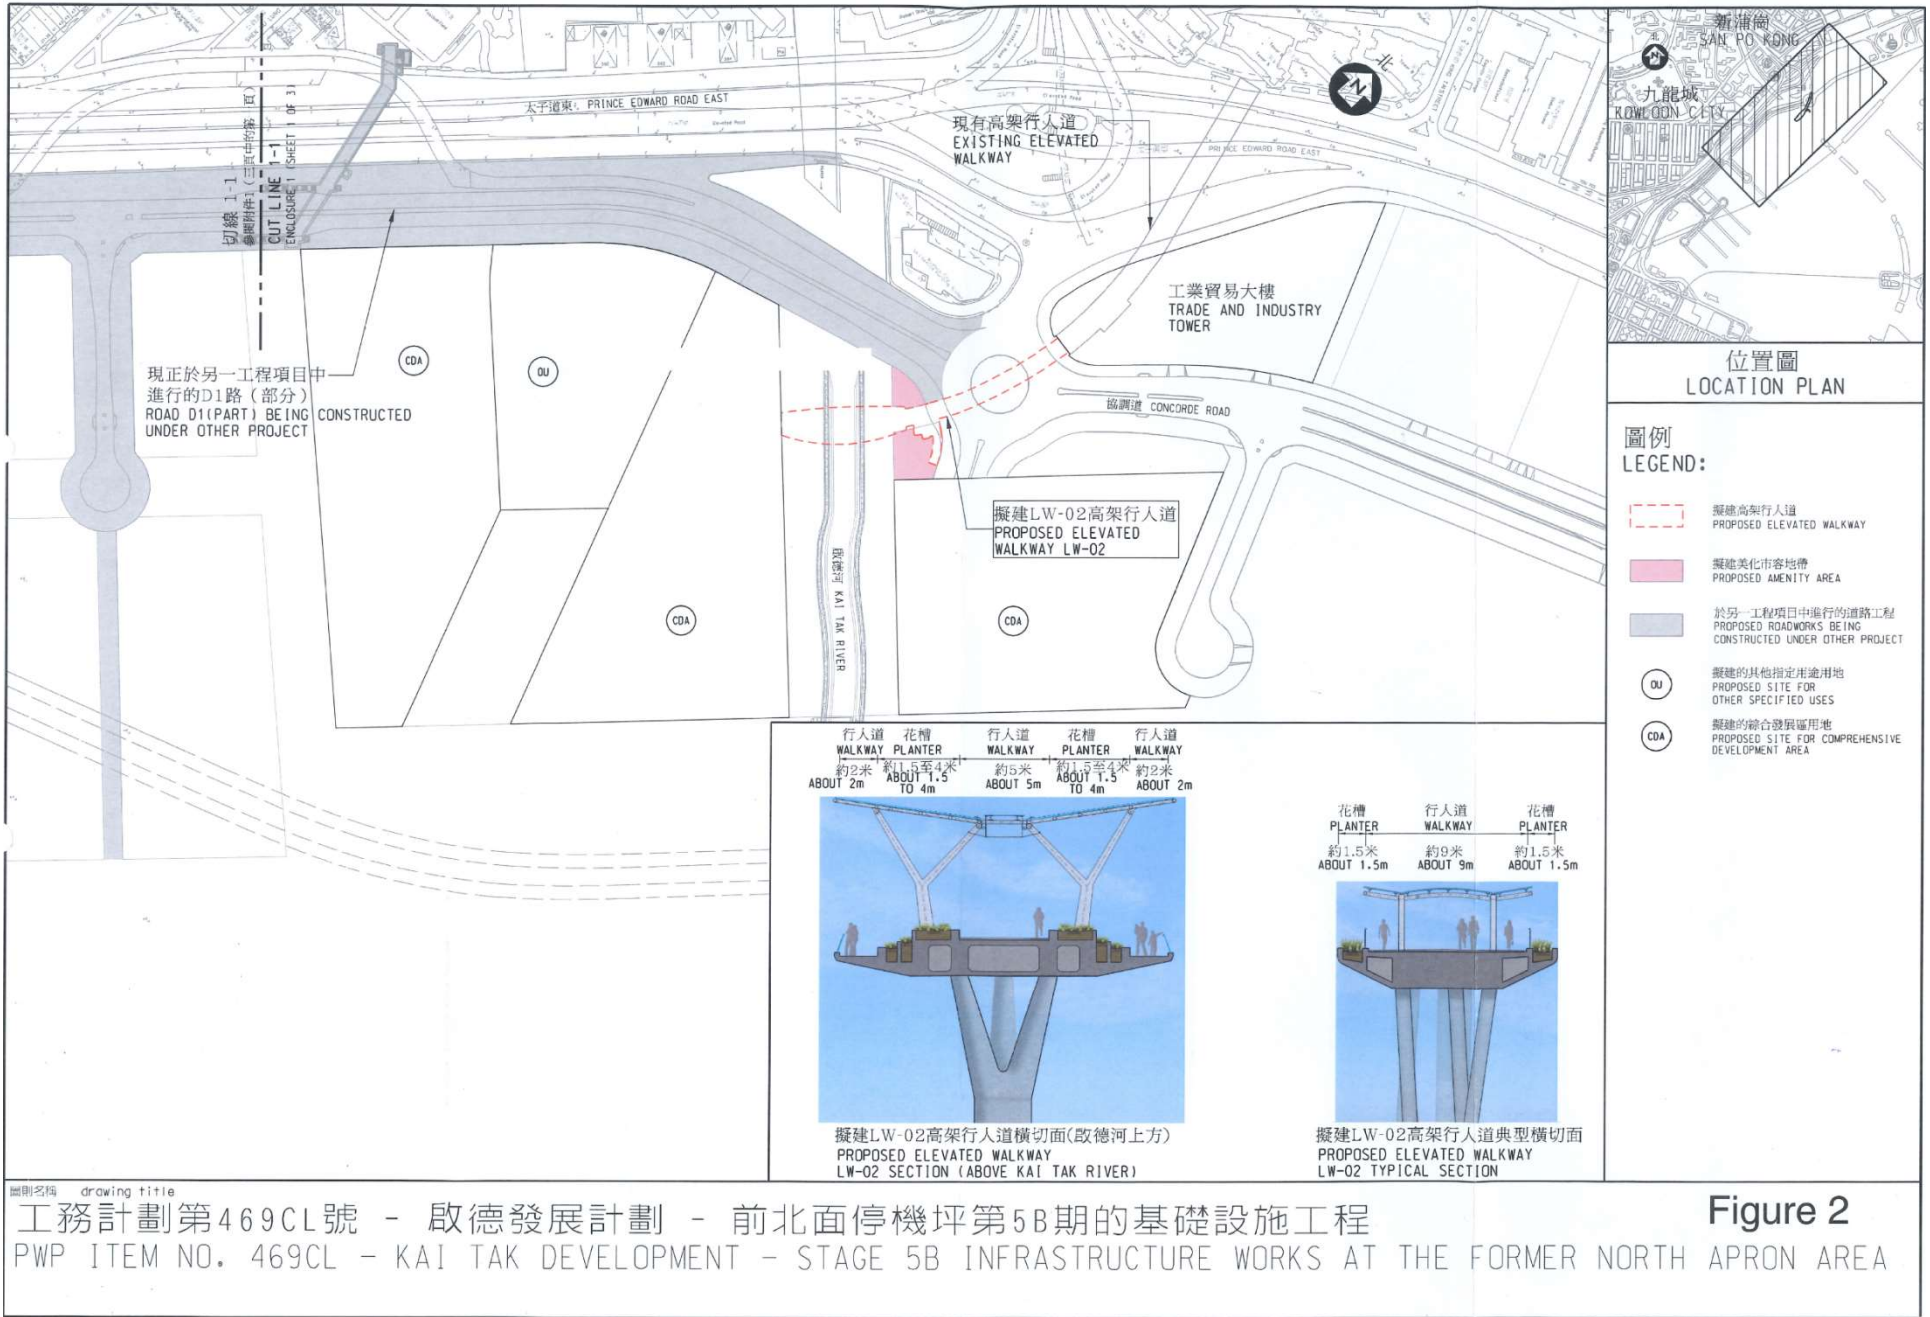 太子道東 PRINCE EDWARD ROAD EAST
現有高架行人道
EXISTING ELEVATED
WALKWAY
PRINCE EDWARD ROAD EAST
北
N
切線 1-1
CUT LINE 1-1
ENCLOSURE 1 (SHEET 1 OF 3)
工業貿易大樓
TRADE AND INDUSTRY
TOWER
現正於另一工程項目中
進行的D1路（部分）
ROAD D1(PART) BEING CONSTRUCTED
UNDER OTHER PROJECT
CDA
OU
協調道 CONCORDE ROAD
擬建LW-02高架行人道
PROPOSED ELEVATED
WALKWAY LW-02
啟德河 KAI TAK RIVER
CDA
CDA
新蒲崗
SAN PO KONG
北
N
九龍城
KOWLOON CITY
位置圖
LOCATION PLAN
圖例
LEGEND:
擬建高架行人道
PROPOSED ELEVATED WALKWAY
擬建美化市容地帶
PROPOSED AMENITY AREA
於另一工程項目中進行的道路工程
PROPOSED ROADWORKS BEING
CONSTRUCTED UNDER OTHER PROJECT
OU
擬建的其他指定用途用地
PROPOSED SITE FOR
OTHER SPECIFIED USES
CDA
擬建的綜合發展區用地
PROPOSED SITE FOR COMPREHENSIVE
DEVELOPMENT AREA
行人道 花槽 行人道 花槽 行人道
WALKWAY PLANTER WALKWAY PLANTER WALKWAY
約2米 約1.5至4米 約5米 約1.5至4米 約2米
ABOUT 2m ABOUT 1.5 TO 4m ABOUT 5m ABOUT 1.5 TO 4m ABOUT 2m
擬建LW-02高架行人道橫切面(啟德河上方)
PROPOSED ELEVATED WALKWAY
LW-02 SECTION (ABOVE KAI TAK RIVER)
花槽 行人道 花槽
PLANTER WALKWAY PLANTER
約1.5米 約9米 約1.5米
ABOUT 1.5m ABOUT 9m ABOUT 1.5m
擬建LW-02高架行人道典型橫切面
PROPOSED ELEVATED WALKWAY
LW-02 TYPICAL SECTION
圖則名稱 drawing title
工務計劃第469CL號 - 啟德發展計劃 - 前北面停機坪第5B期的基礎設施工程
Figure 2
PWP ITEM NO. 469CL - KAI TAK DEVELOPMENT - STAGE 5B INFRASTRUCTURE WORKS AT THE FORMER NORTH APRON AREA